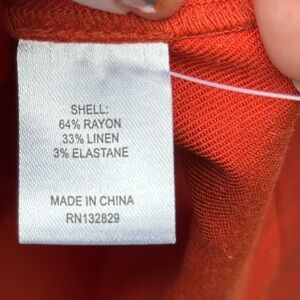 SHELL:
64% RAYON
33% LINEN
3% ELASTANE
MADE IN CHINA
RN132829